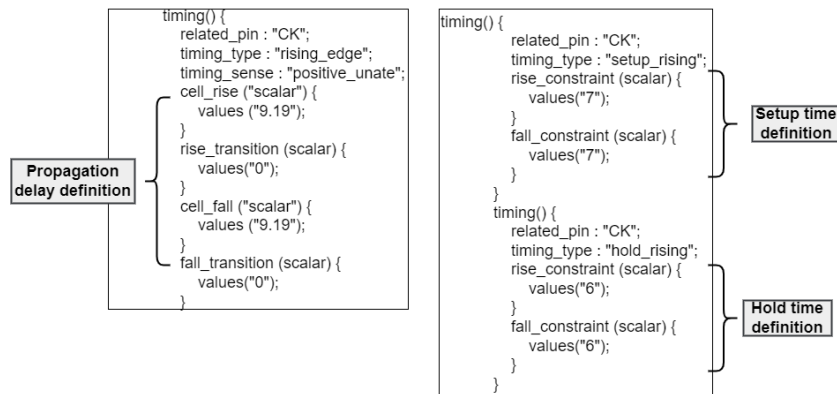 timing() {
related_pin : "CK";
timing_type : "rising_edge";
timing_sense : "positive_unate";
cell_rise ("scalar") {
values ("9.19");
}
rise_transition (scalar) {
values("0");
}
cell_fall ("scalar") {
values ("9.19");
}
fall_transition (scalar) {
values("0");
}
Propagation
delay definition
timing() {
related_pin : "CK";
timing_type : "setup_rising";
rise_constraint (scalar) {
values("7");
}
fall_constraint (scalar) {
values("7");
}
}
timing() {
related_pin : "CK";
timing_type : "hold_rising";
rise_constraint (scalar) {
values("6");
}
fall_constraint (scalar) {
values("6");
}
}
Setup time
definition
Hold time
definition